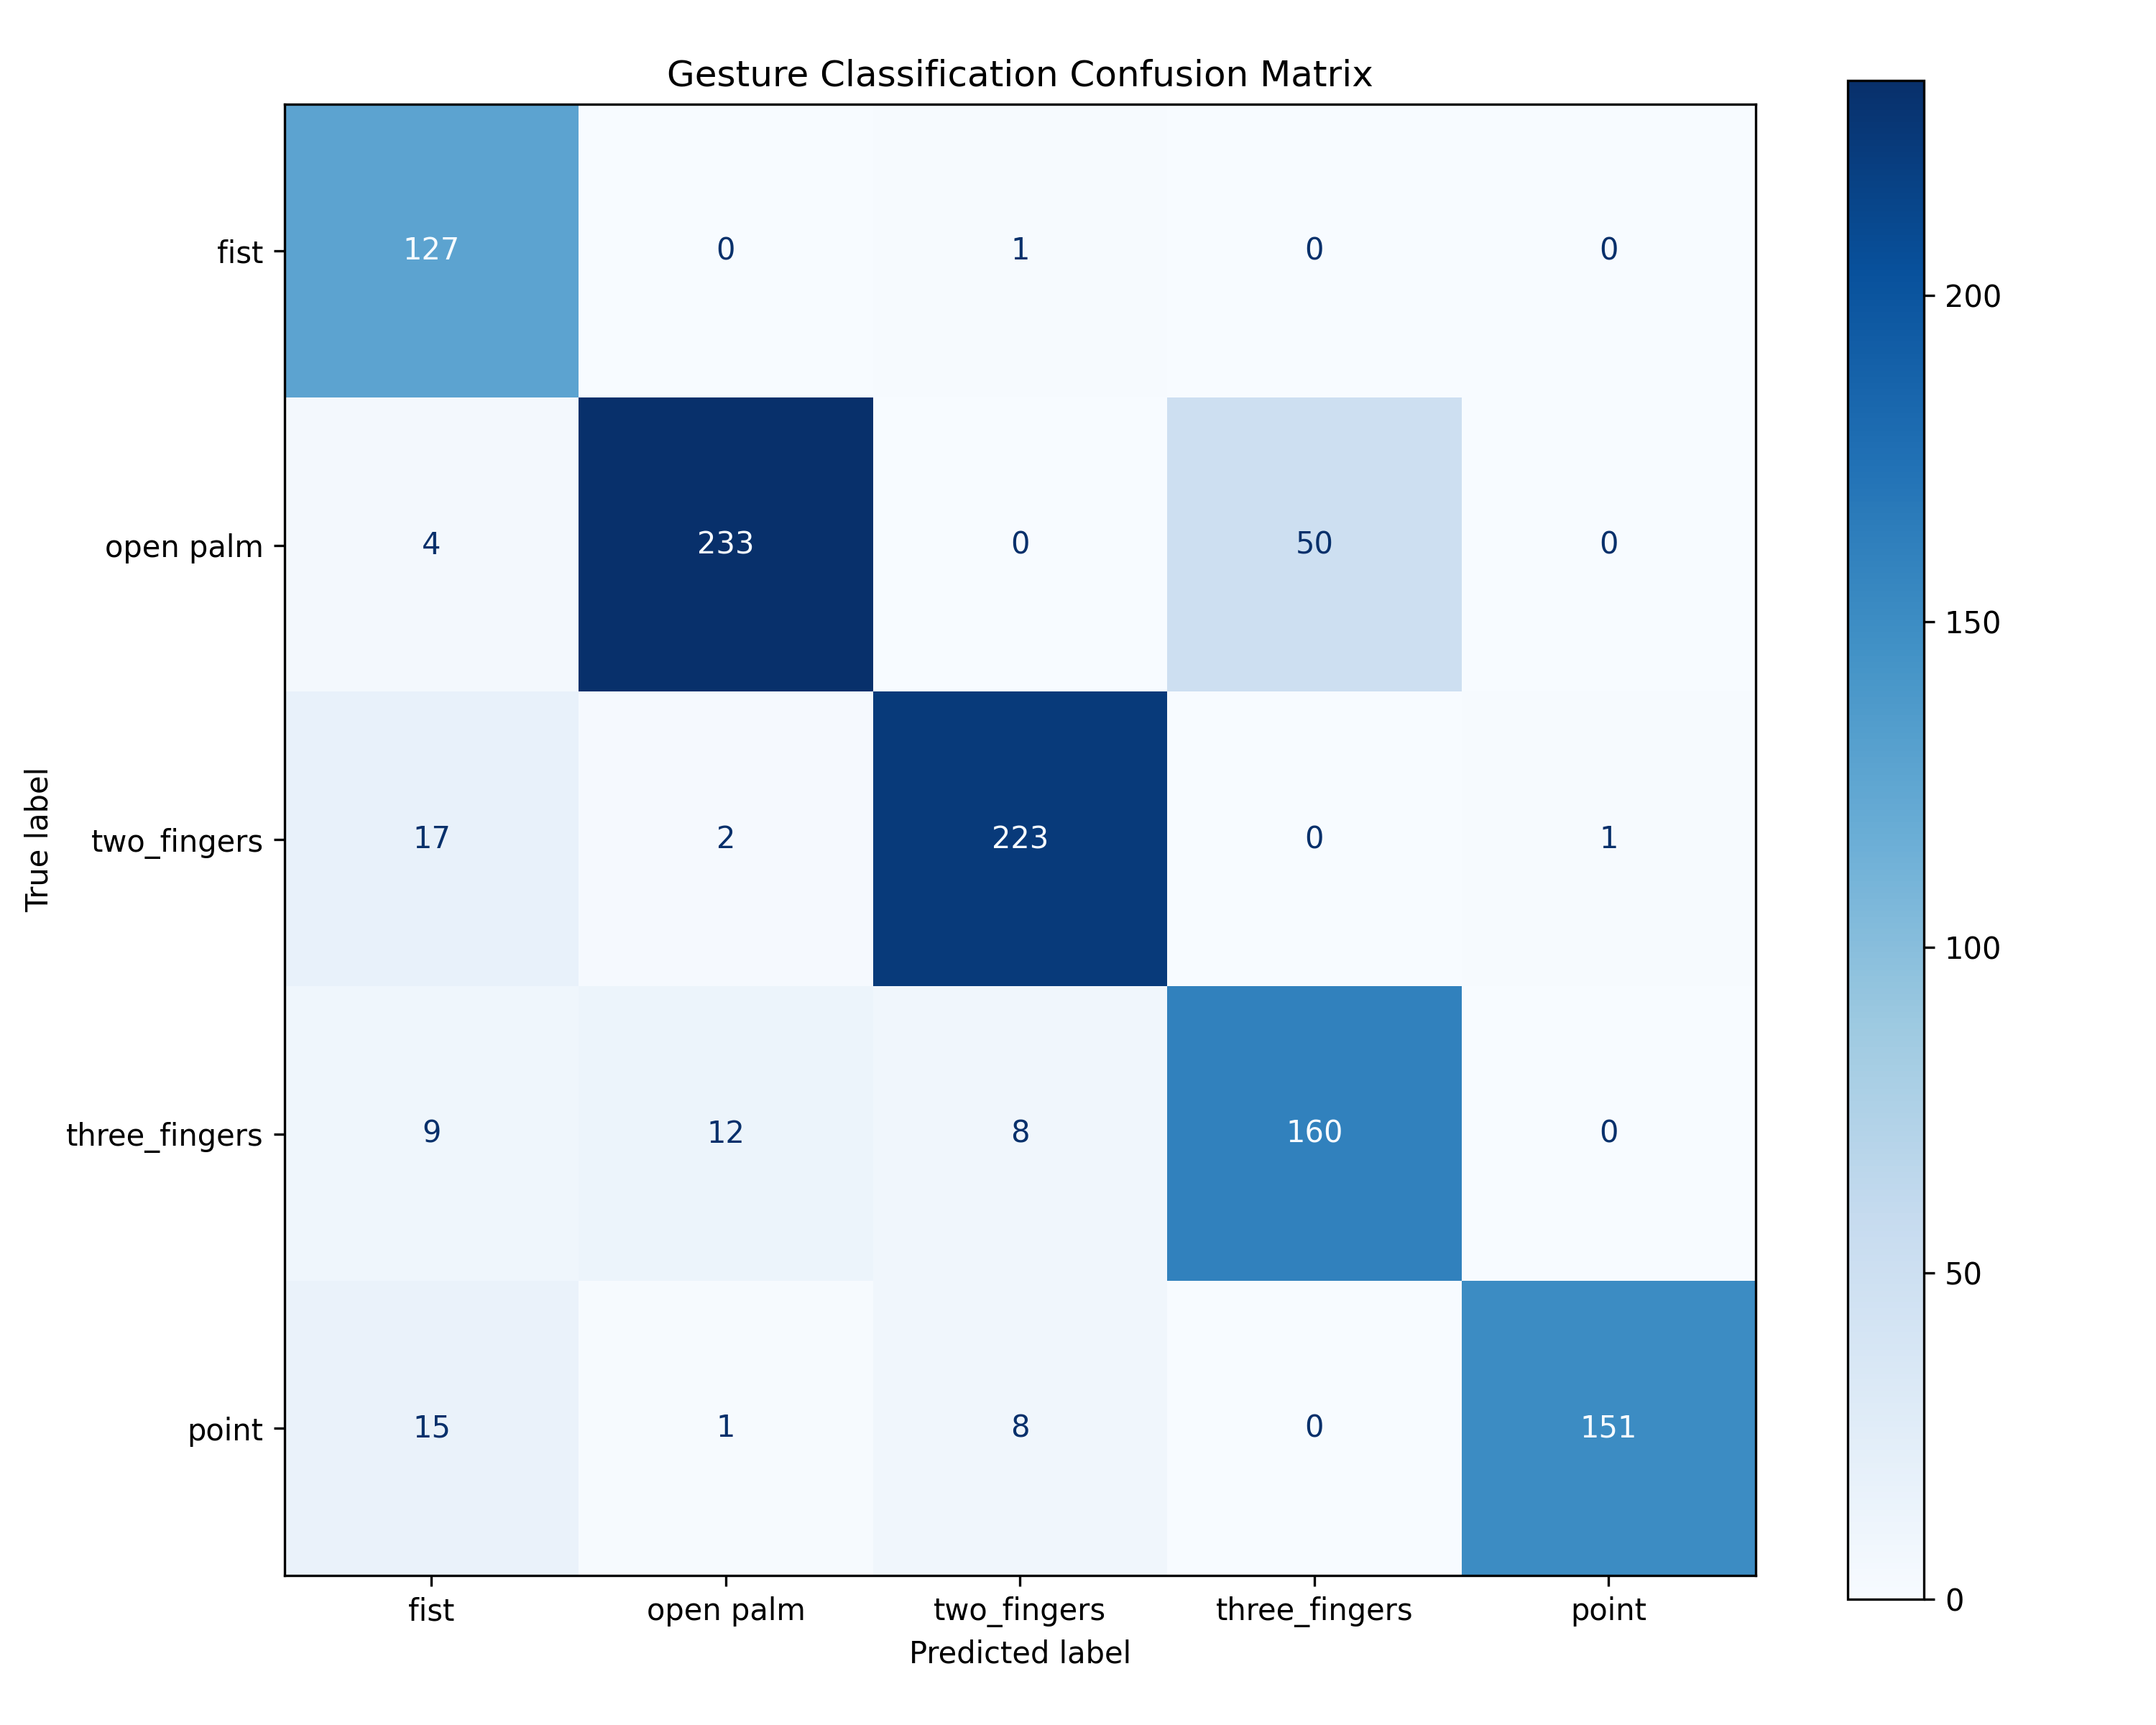 Gesture Classification Confusion Matrix
fist 127 0 1 0 0
open palm 4 233 0 50 0
two_fingers 17 2 223 0 1
three_fingers 9 12 8 160 0
point 15 1 8 0 151
fist open palm two_fingers three_fingers point
Predicted label
True label
200
150
100
50
0